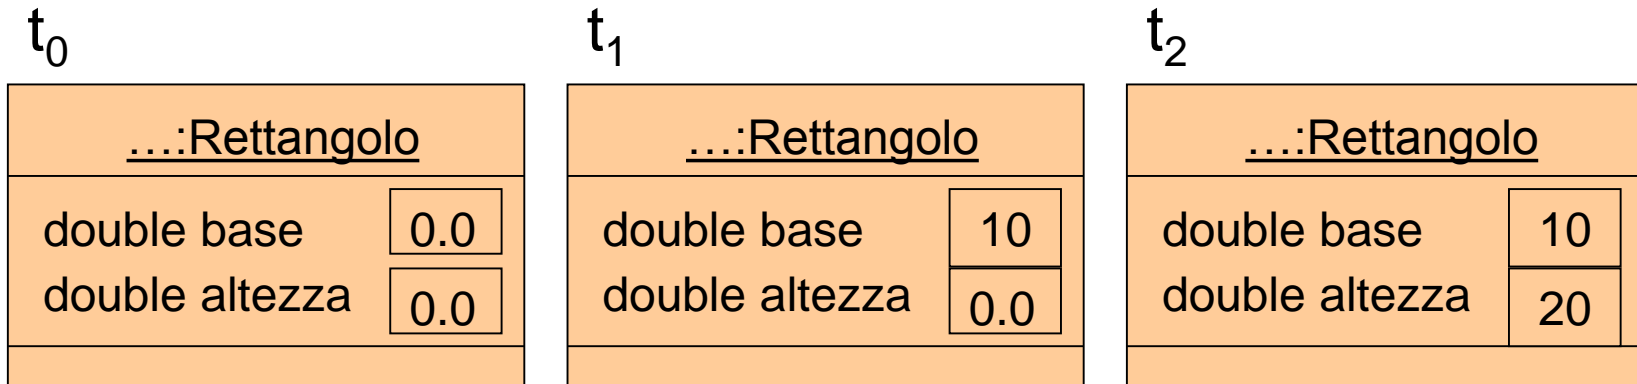 t0
t1
t2
…:Rettangolo
double base 0.0
double altezza 0.0
…:Rettangolo
double base 10
double altezza 0.0
…:Rettangolo
double base 10
double altezza 20